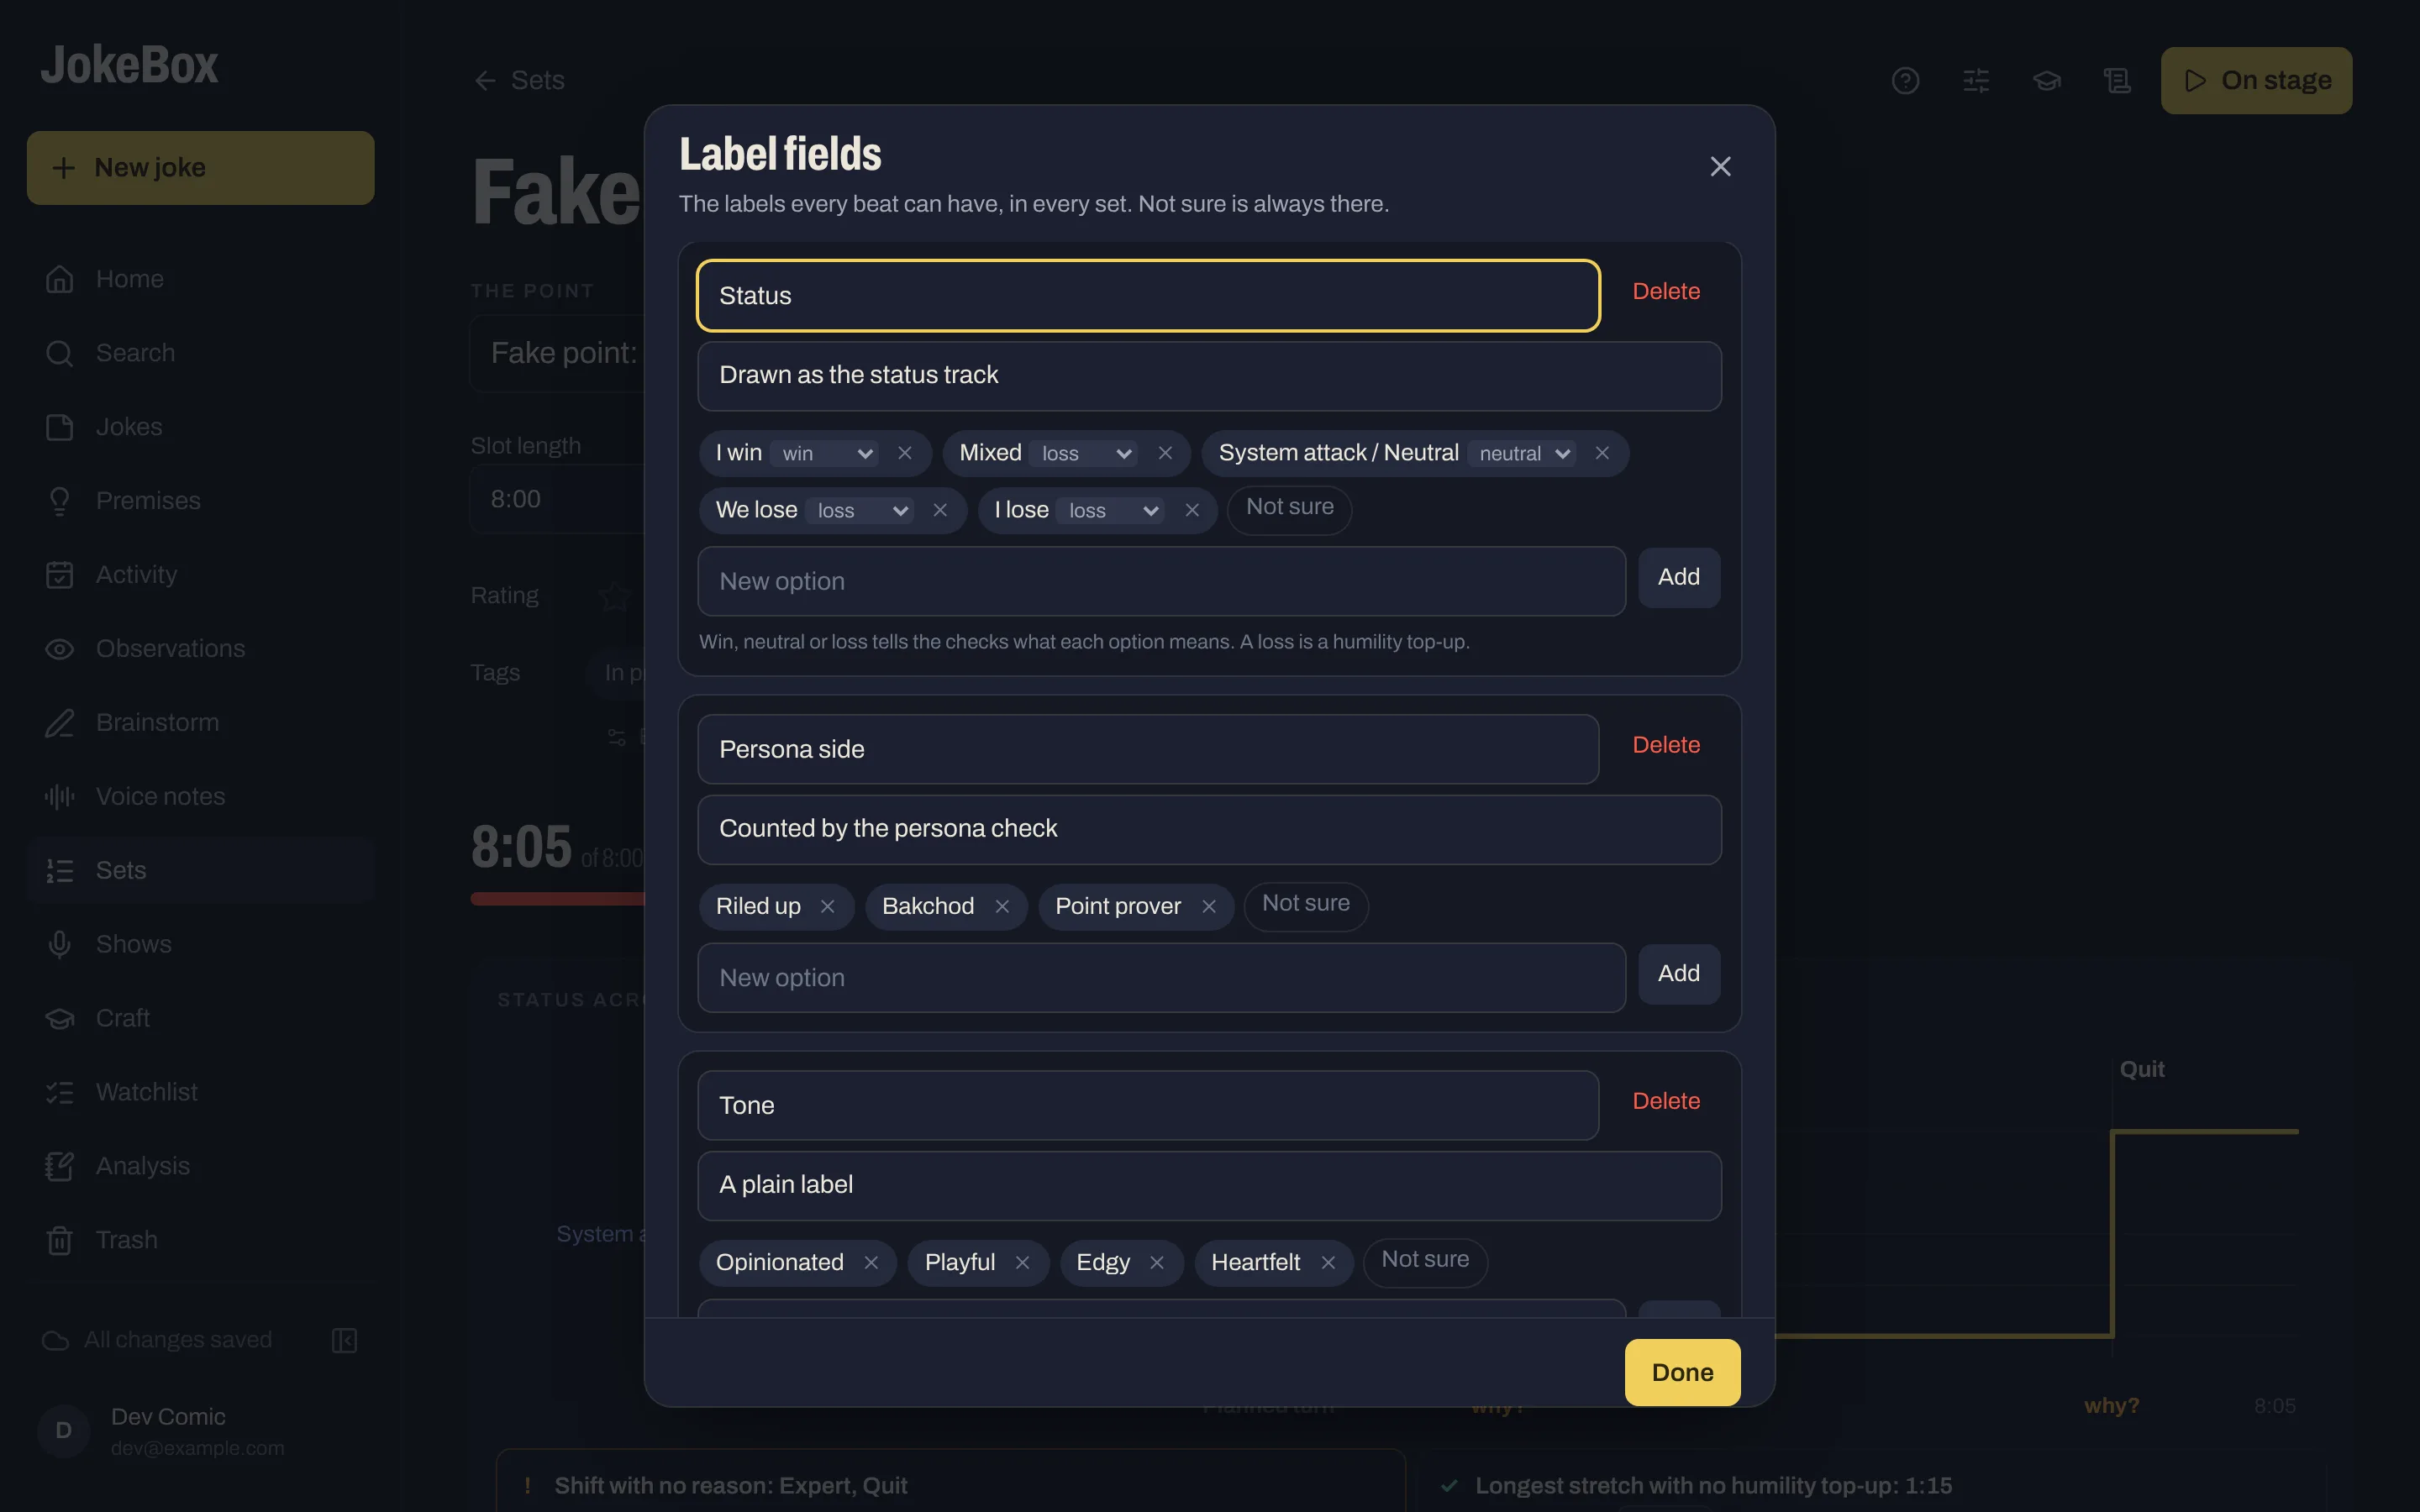 JokeBox
New joke
Home
Search
Jokes
Premises
Activity
Observations
Brainstorm
Voice notes
Sets
Shows
Craft
Watchlist
Analysis
Trash
All changes saved
D
Dev Comic
dev@example.com
Sets
On stage
Fake
THE POINT
Fake point:
Slot length
8:00
Rating
Tags
8:05 of 8:00
Label fields
The labels every beat can have, in every set. Not sure is always there.
Status
Delete
Drawn as the status track
I win win Mixed loss System attack / Neutral neutral
We lose loss I lose loss Not sure
New option
Add
Win, neutral or loss tells the checks what each option means. A loss is a humility top-up.
Persona side
Delete
Counted by the persona check
Riled up Bakchod Point prover Not sure
New option
Add
Tone
Delete
A plain label
Opinionated Playful Edgy Heartfelt Not sure
Done
STATUS
System
Quit
why? why? 8:05
! Shift with no reason: Expert, Quit
Longest stretch with no humility top-up: 1:15